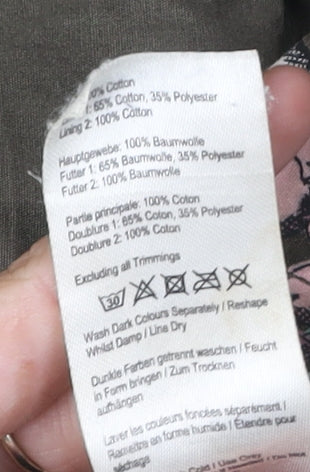 Cotton
1: 65% Cotton, 35% Polyester
Lining 2: 100% Cotton
Hauptgewebe: 100% Baumwolle
Futter 1: 65% Baumwolle, 35% Polyester
Futter 2: 100% Baumwolle
Partie principale: 100% Coton
Doublure 1: 65% Coton, 35% Polyester
Doublure 2: 100% Coton
Excluding all Trimmings
30
Wash Dark Colours Separately / Reshape
Whilst Damp / Line Dry
Dunkle Farben getrennt waschen / Feucht
in Form bringen / Zum Trocknen
aufhängen
Laver les couleurs foncées séparément /
Remettre en forme humide / Étendre pour
séchage